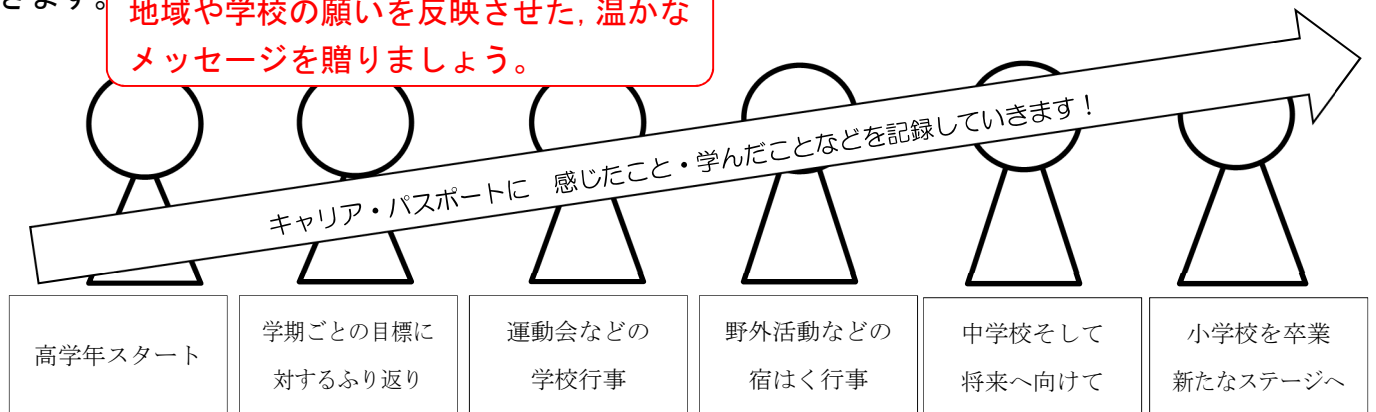 きます。
地域や学校の願いを反映させた，温かな
メッセージを贈りましょう。
キャリア・パスポートに　感じたこと・学んだことなどを記録していきます！
高学年スタート
学期ごとの目標に
対するふり返り
運動会などの
学校行事
野外活動などの
宿はく行事
中学校そして
将来へ向けて
小学校を卒業
新たなステージへ